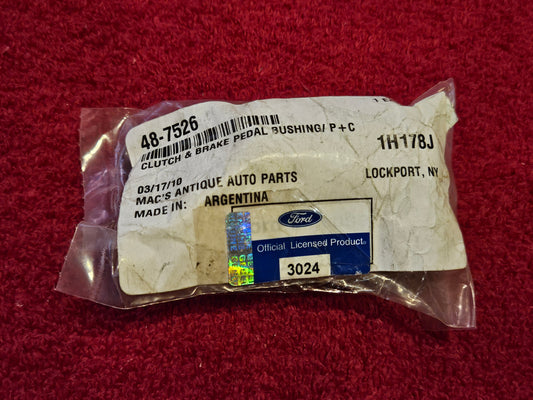 48-7526
CLUTCH & BRAKE PEDAL BUSHING/ P+C
1H178J
03/17/10
MAC'S ANTIQUE AUTO PARTS
LOCKPORT, NY
MADE IN: ARGENTINA
Ford
Official Licensed Product
3024